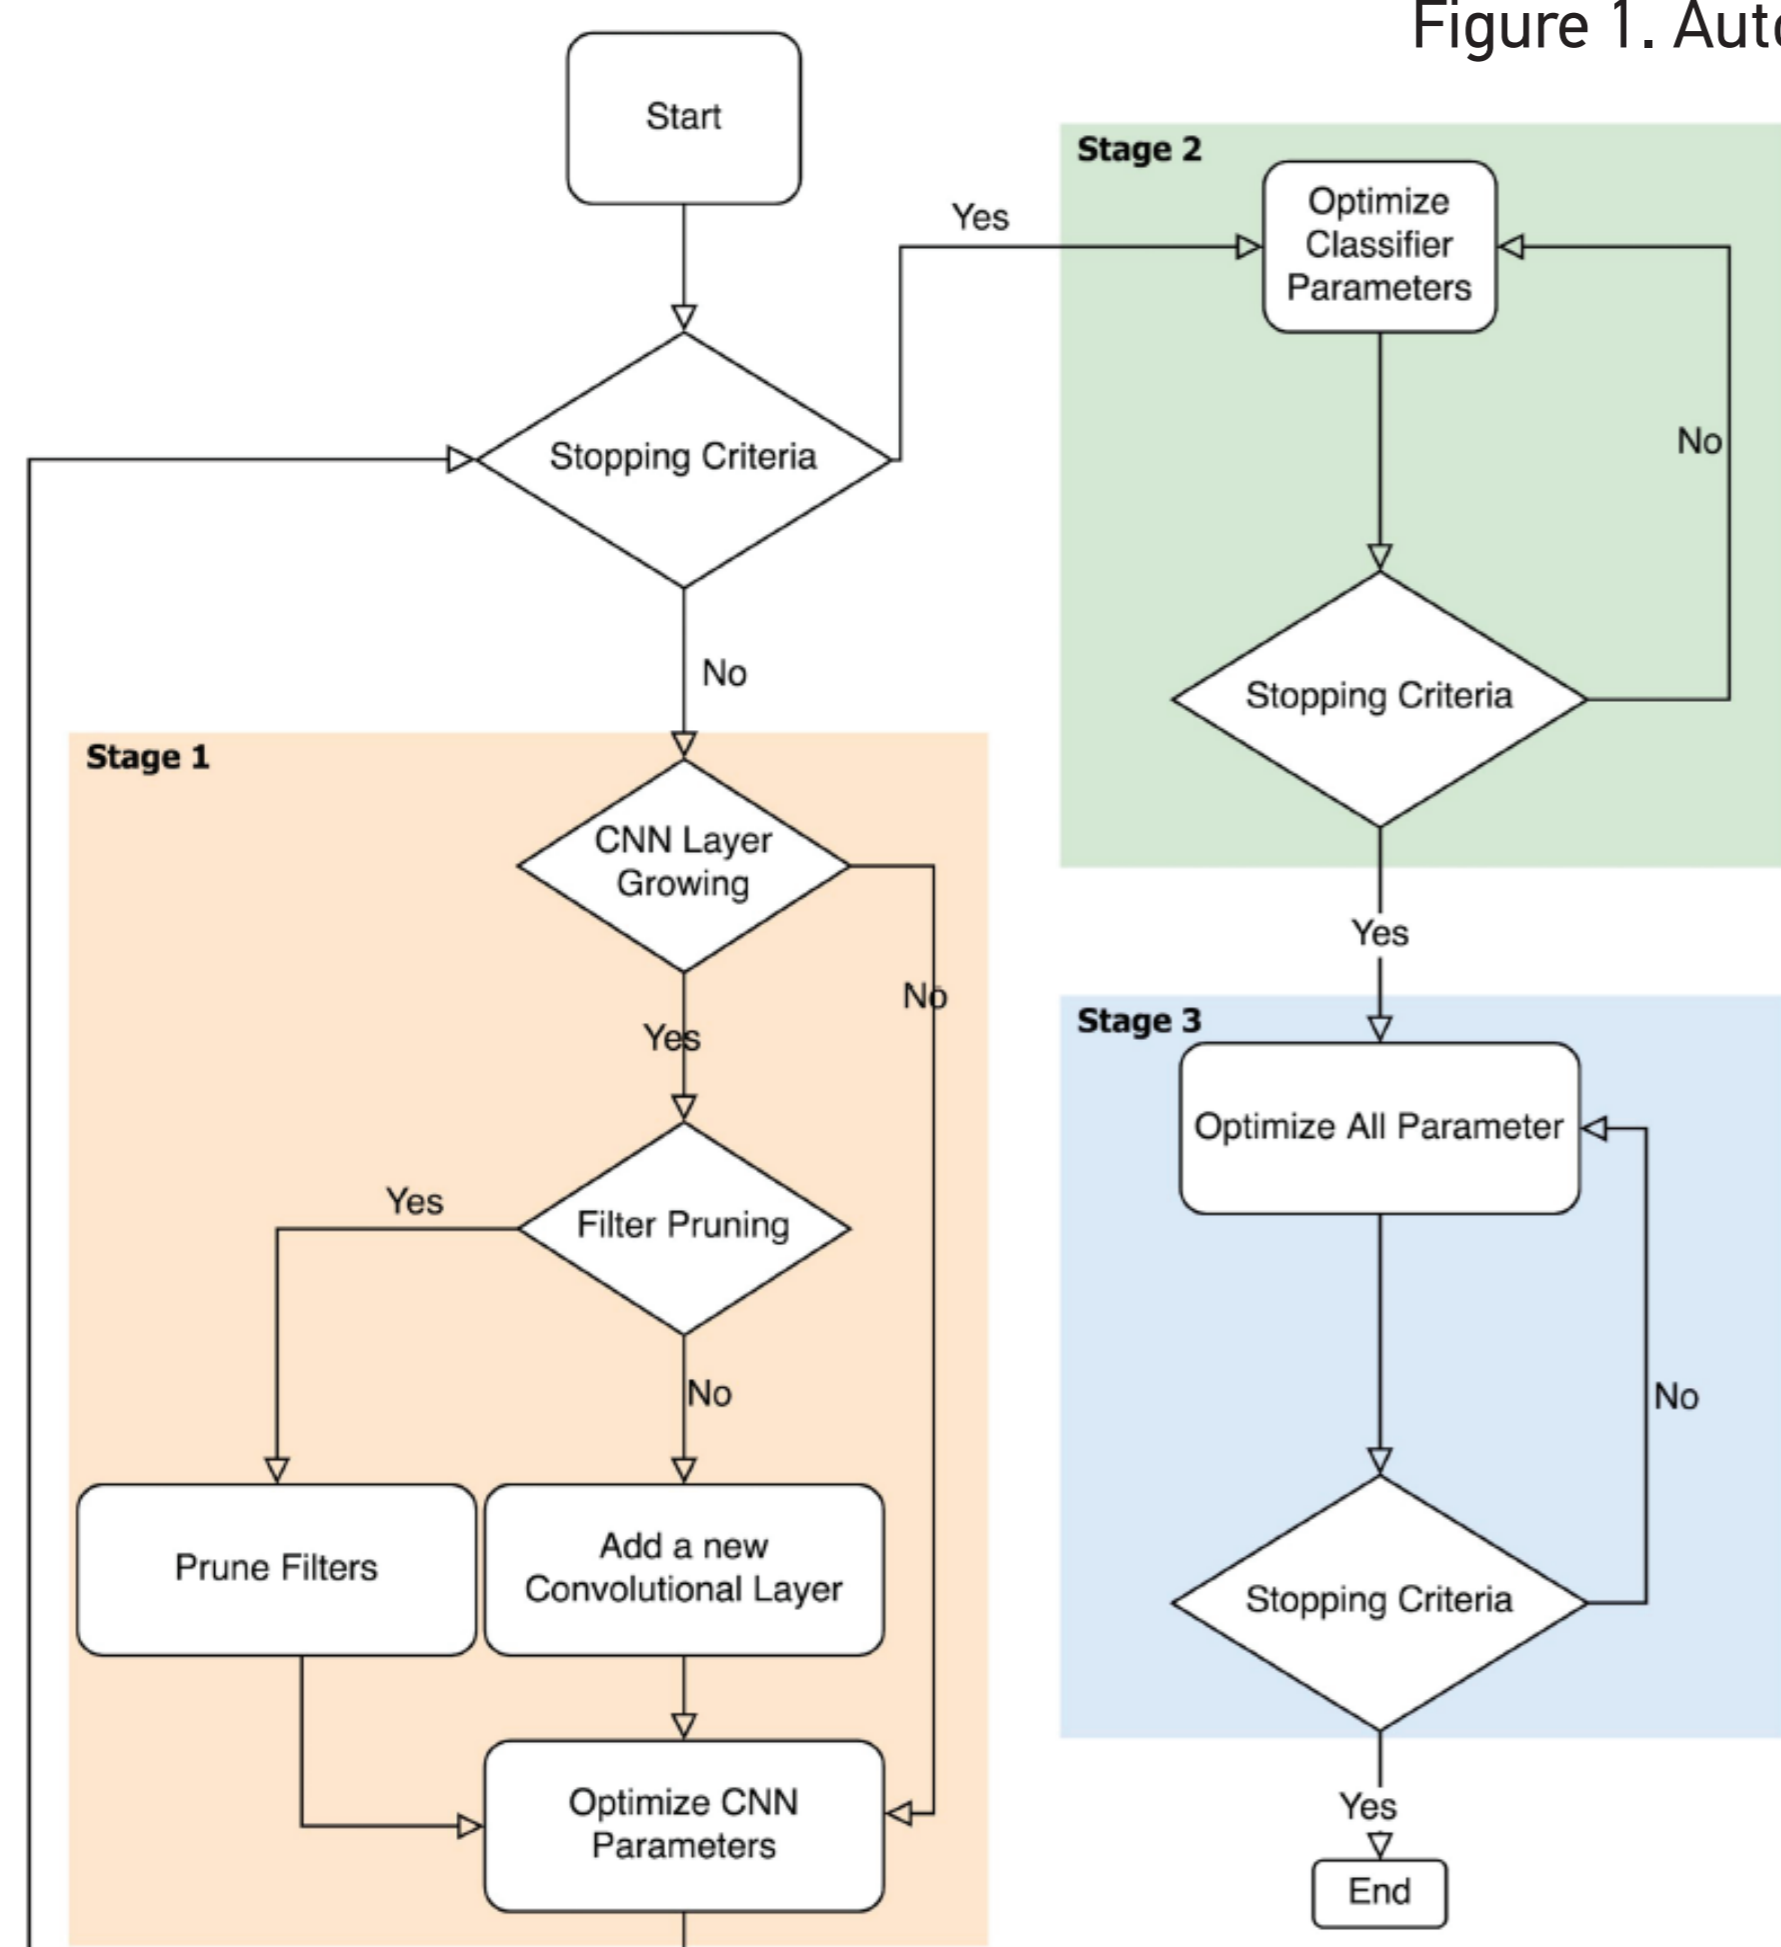 Figure 1. Auto
Start
Yes
Stopping Criteria
No
Stage 1
CNN Layer
Growing
No
Yes
Filter Pruning
Yes
No
Prune Filters
Add a new
Convolutional Layer
Optimize CNN
Parameters
Stage 2
Optimize
Classifier
Parameters
No
Stopping Criteria
Yes
Stage 3
Optimize All Parameter
No
Stopping Criteria
Yes
End